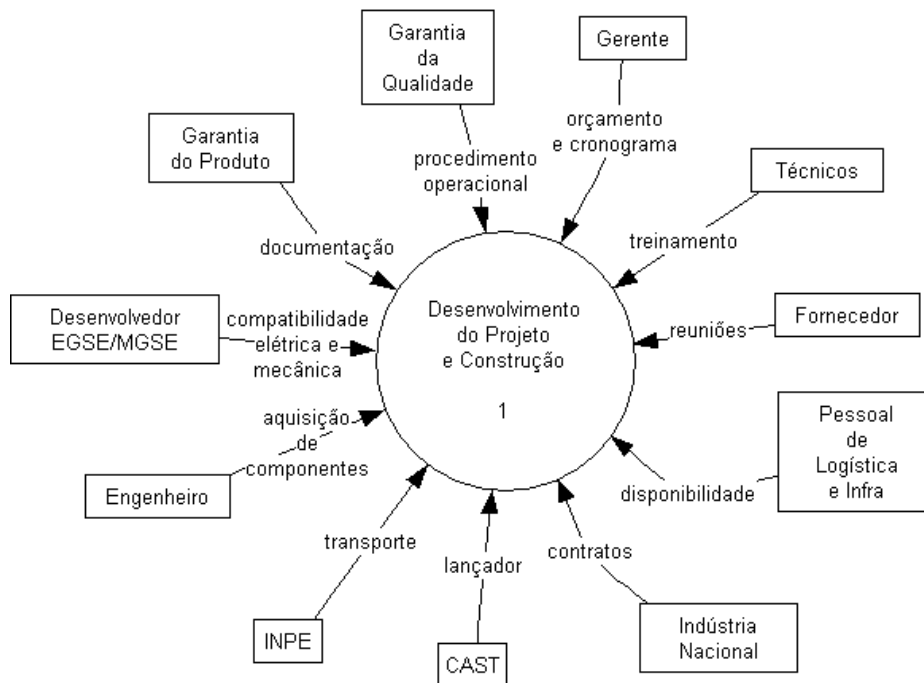 Garantia
da
Qualidade
Gerente
procedimento
operacional
orçamento
e cronograma
Garantia
do Produto
documentação
Técnicos
treinamento
Desenvolvedor
EGSE/MGSE
compatibilidade
elétrica e
mecânica
Desenvolvimento
do Projeto
e Construção
1
reuniões
Fornecedor
aquisição
de
componentes
Engenheiro
Pessoal
de
Logística
e Infra
disponibilidade
transporte
INPE
lançador
CAST
contratos
Indústria
Nacional